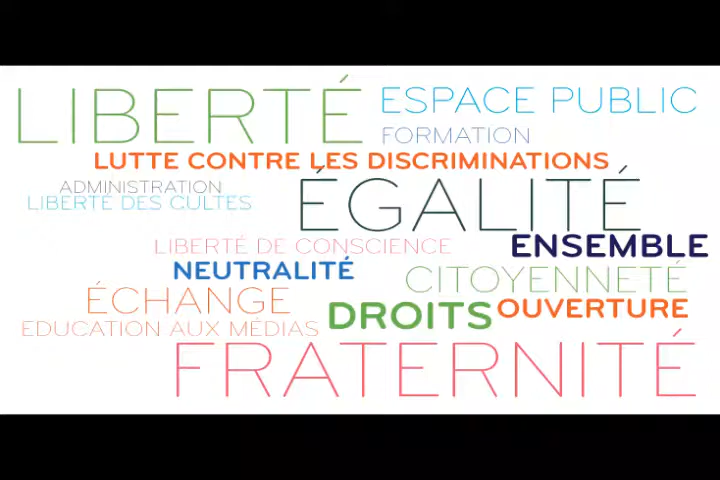 LIBERTÉ
ESPACE PUBLIC
FORMATION
LUTTE CONTRE LES DISCRIMINATIONS
ADMINISTRATION
LIBERTÉ DES CULTES
ÉGALITÉ
LIBERTÉ DE CONSCIENCE
ENSEMBLE
NEUTRALITÉ
CITOYENNETÉ
ÉCHANGE
DROITS
OUVERTURE
EDUCATION AUX MÉDIAS
FRATERNITÉ